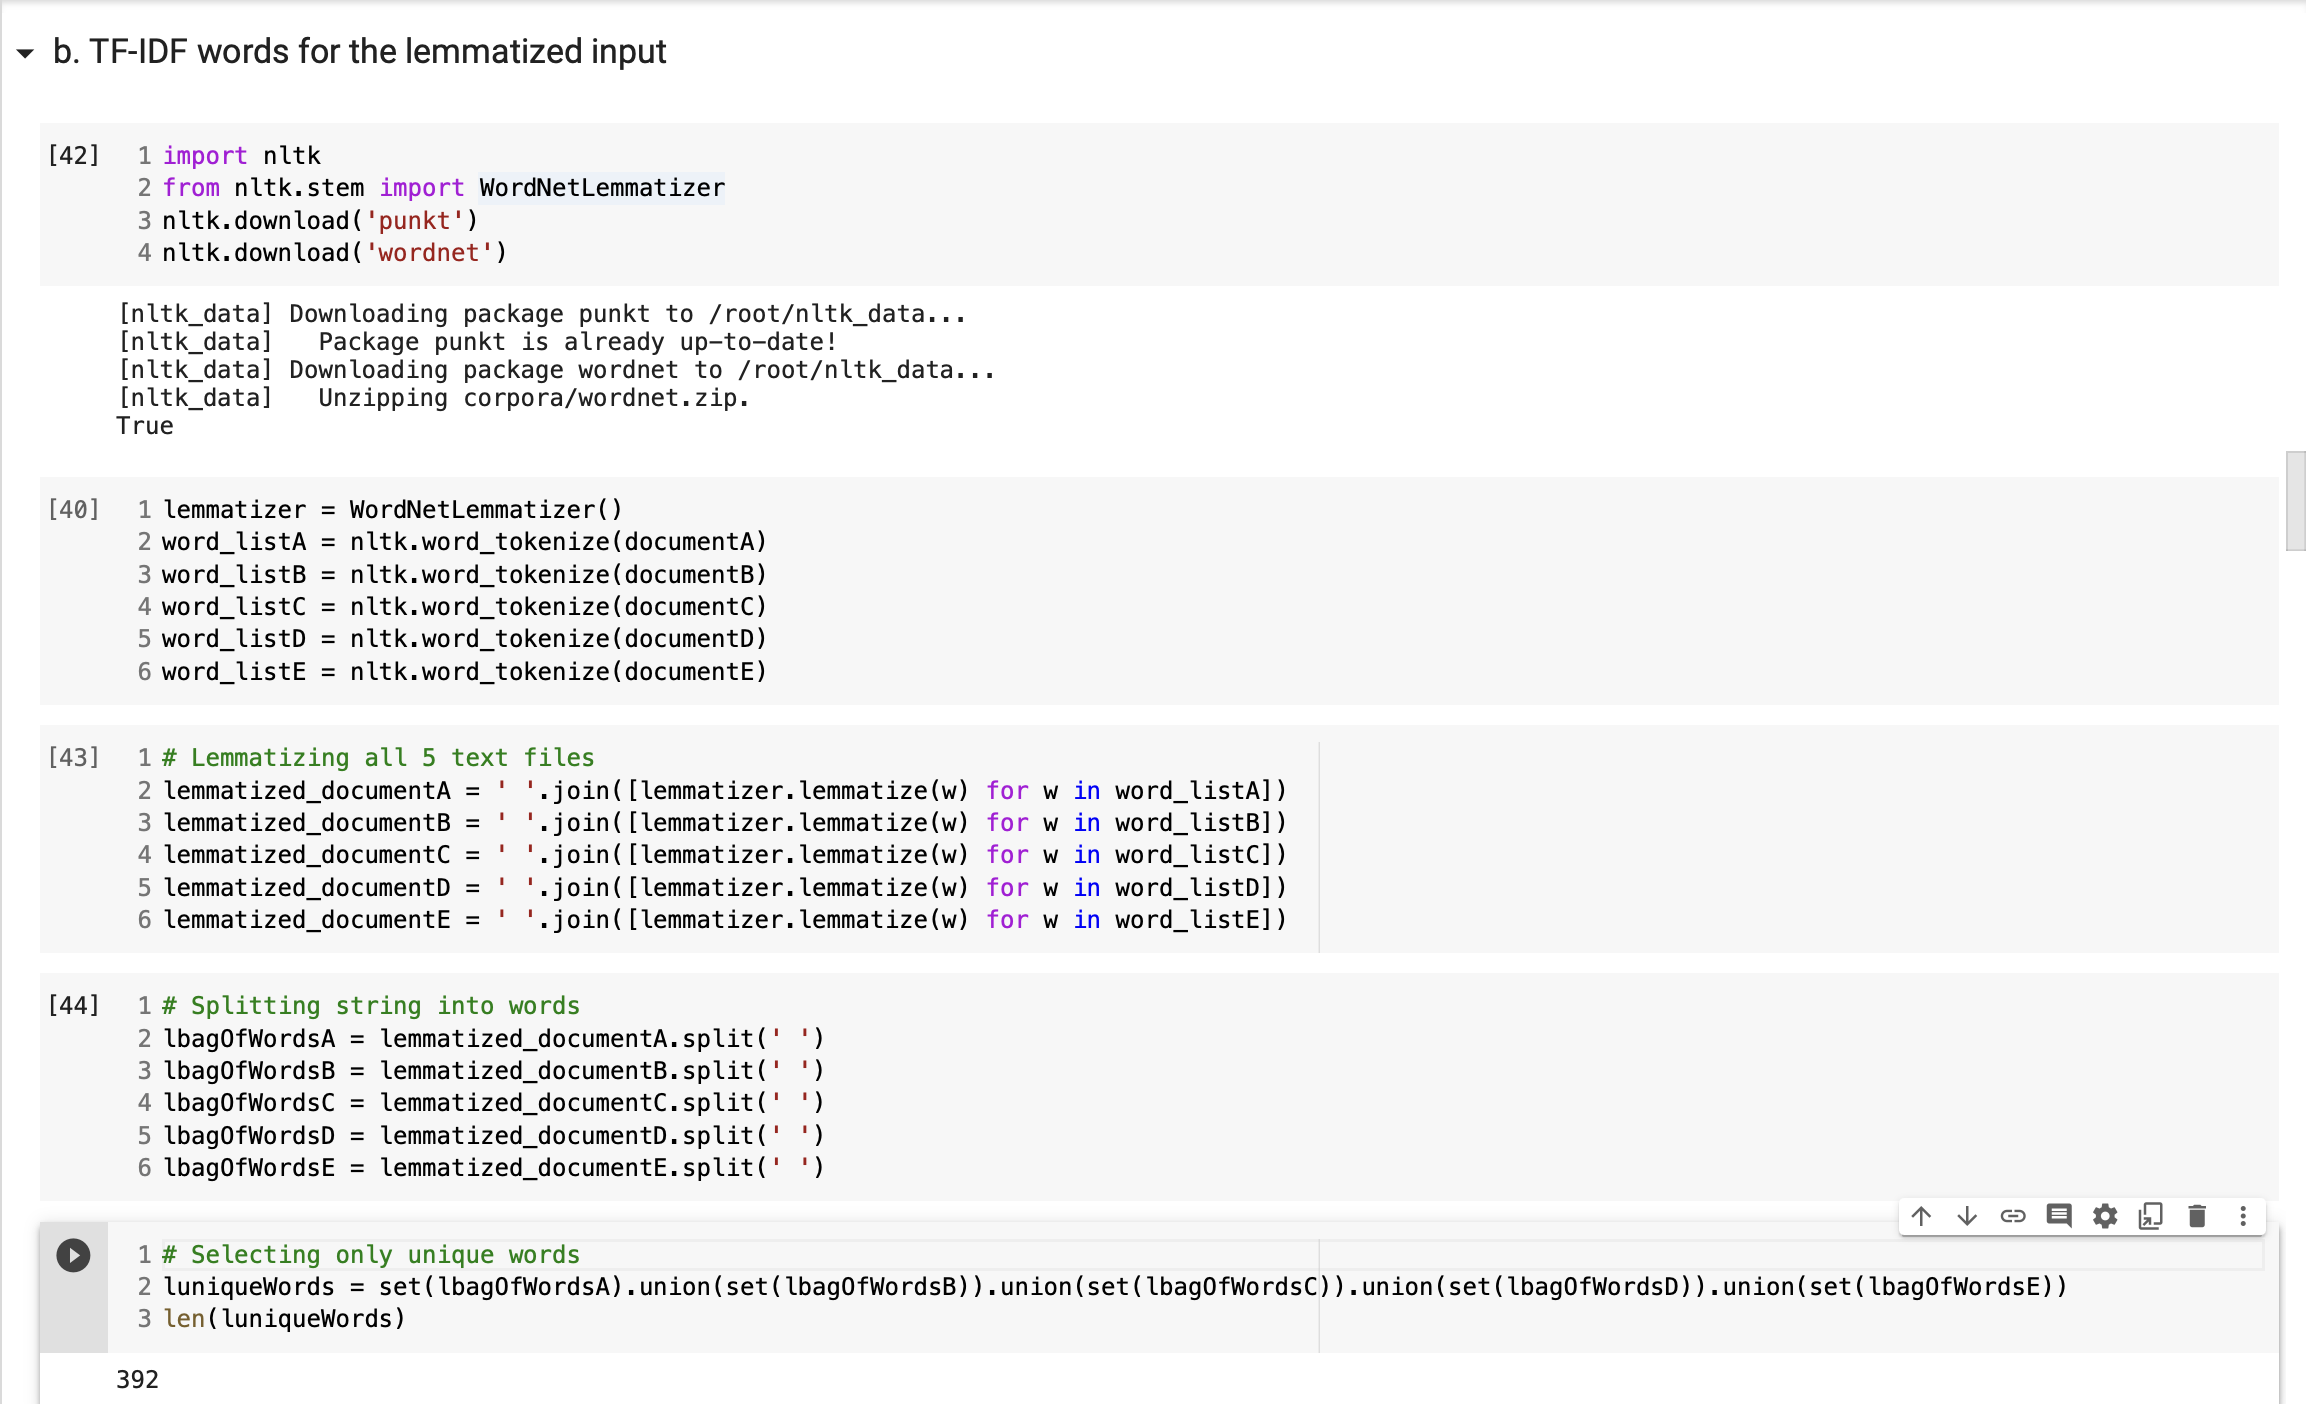 b. TF-IDF words for the lemmatized input
[42] 1 import nltk
2 from nltk.stem import WordNetLemmatizer
3 nltk.download('punkt')
4 nltk.download('wordnet')
[nltk_data] Downloading package punkt to /root/nltk_data...
[nltk_data]   Package punkt is already up-to-date!
[nltk_data] Downloading package wordnet to /root/nltk_data...
[nltk_data]   Unzipping corpora/wordnet.zip.
True
[40] 1 lemmatizer = WordNetLemmatizer()
2 word_listA = nltk.word_tokenize(documentA)
3 word_listB = nltk.word_tokenize(documentB)
4 word_listC = nltk.word_tokenize(documentC)
5 word_listD = nltk.word_tokenize(documentD)
6 word_listE = nltk.word_tokenize(documentE)
[43] 1 # Lemmatizing all 5 text files
2 lemmatized_documentA = ' '.join([lemmatizer.lemmatize(w) for w in word_listA])
3 lemmatized_documentB = ' '.join([lemmatizer.lemmatize(w) for w in word_listB])
4 lemmatized_documentC = ' '.join([lemmatizer.lemmatize(w) for w in word_listC])
5 lemmatized_documentD = ' '.join([lemmatizer.lemmatize(w) for w in word_listD])
6 lemmatized_documentE = ' '.join([lemmatizer.lemmatize(w) for w in word_listE])
[44] 1 # Splitting string into words
2 lbagOfWordsA = lemmatized_documentA.split(' ')
3 lbagOfWordsB = lemmatized_documentB.split(' ')
4 lbagOfWordsC = lemmatized_documentC.split(' ')
5 lbagOfWordsD = lemmatized_documentD.split(' ')
6 lbagOfWordsE = lemmatized_documentE.split(' ')
1 # Selecting only unique words
2 luniqueWords = set(lbagOfWordsA).union(set(lbagOfWordsB)).union(set(lbagOfWordsC)).union(set(lbagOfWordsD)).union(set(lbagOfWordsE))
3 len(luniqueWords)
392